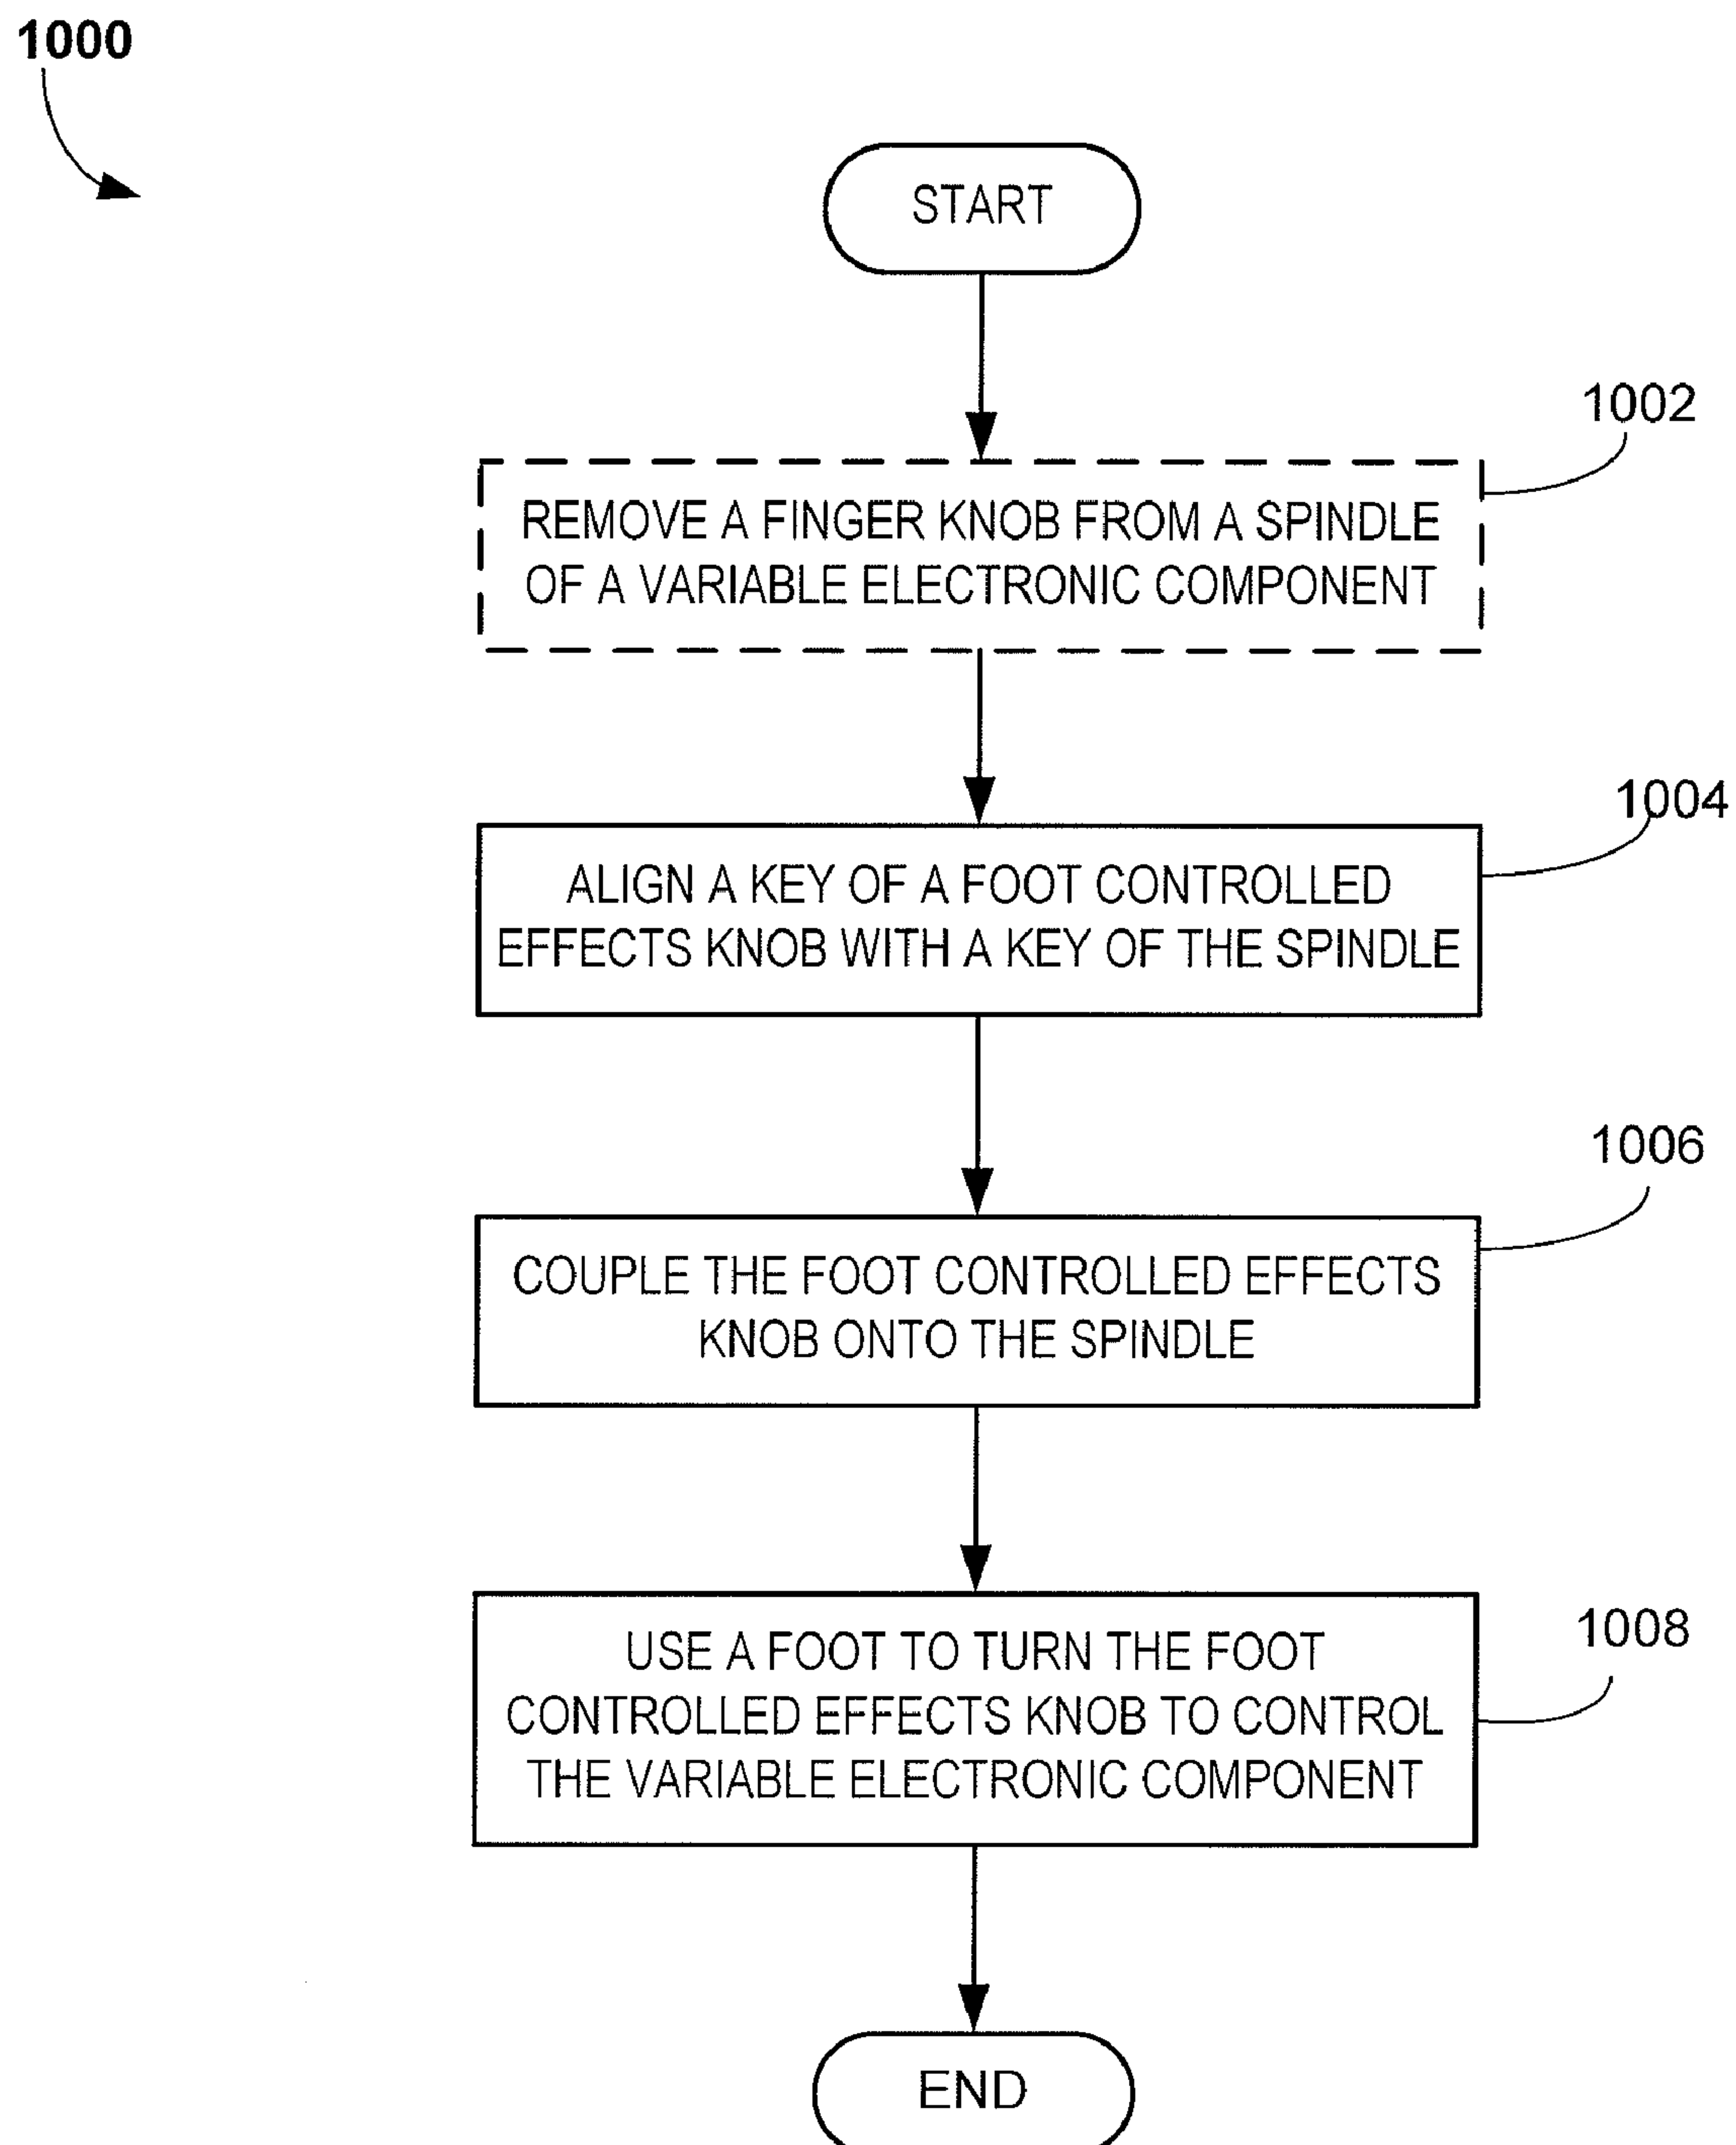 1000
START
1002
REMOVE A FINGER KNOB FROM A SPINDLE
OF A VARIABLE ELECTRONIC COMPONENT
1004
ALIGN A KEY OF A FOOT CONTROLLED
EFFECTS KNOB WITH A KEY OF THE SPINDLE
1006
COUPLE THE FOOT CONTROLLED EFFECTS
KNOB ONTO THE SPINDLE
1008
USE A FOOT TO TURN THE FOOT
CONTROLLED EFFECTS KNOB TO CONTROL
THE VARIABLE ELECTRONIC COMPONENT
END